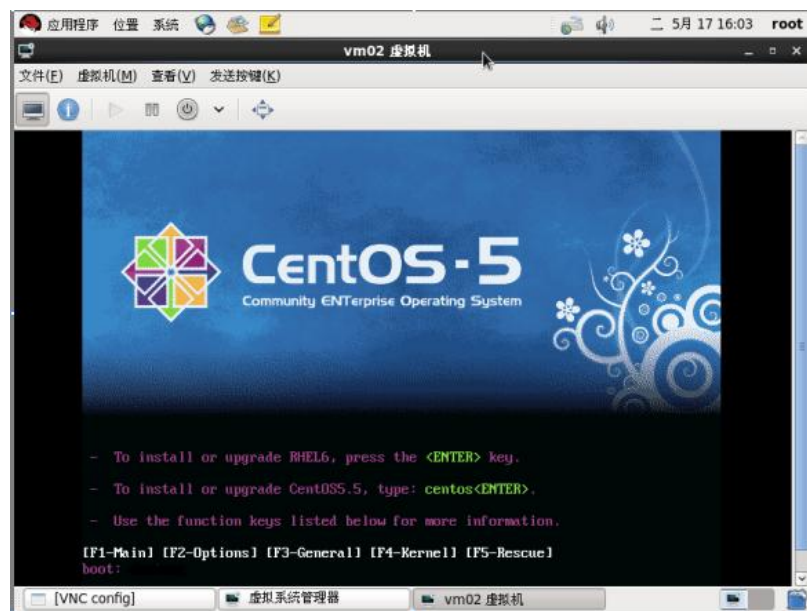 应用程序 位置 系统 二 5月 17 16:03 root
vm02 虚拟机
文件(F) 虚拟机(M) 查看(V) 发送按键(K)
CentOS-5
Community ENTerprise Operating System
- To install or upgrade RHEL6, press the <ENTER> key.
- To install or upgrade CentOS5.5, type: centos<ENTER>.
- Use the function keys listed below for more information.
[F1-Main] [F2-Options] [F3-General] [F4-Kernel] [F5-Rescue]
boot:
[VNC config] 虚拟系统管理器 vm02 虚拟机